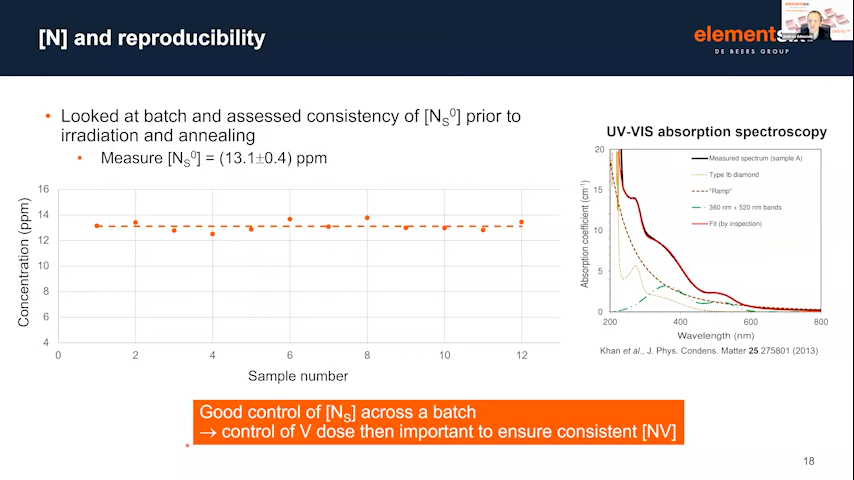 [N] and reproducibility
elements
DE BEERS GROUP
• Looked at batch and assessed consistency of [NS0] prior to
irradiation and annealing
• Measure [NS0] = (13.1±0.4) ppm
16
14
12
10
8
6
4
Concentration (ppm)
0 2 4 6 8 10 12
Sample number
UV-VIS absorption spectroscopy
20
15
10
5
0
Absorption coefficient (cm-1)
Measured spectrum (sample A)
Type Ib diamond
"Ramp"
360 nm + 520 nm bands
Fit (by inspection)
200 400 600 800
Wavelength (nm)
Khan et al., J. Phys. Condens. Matter 25 275801 (2013)
Good control of [NS] across a batch
→ control of V dose then important to ensure consistent [NV]
18